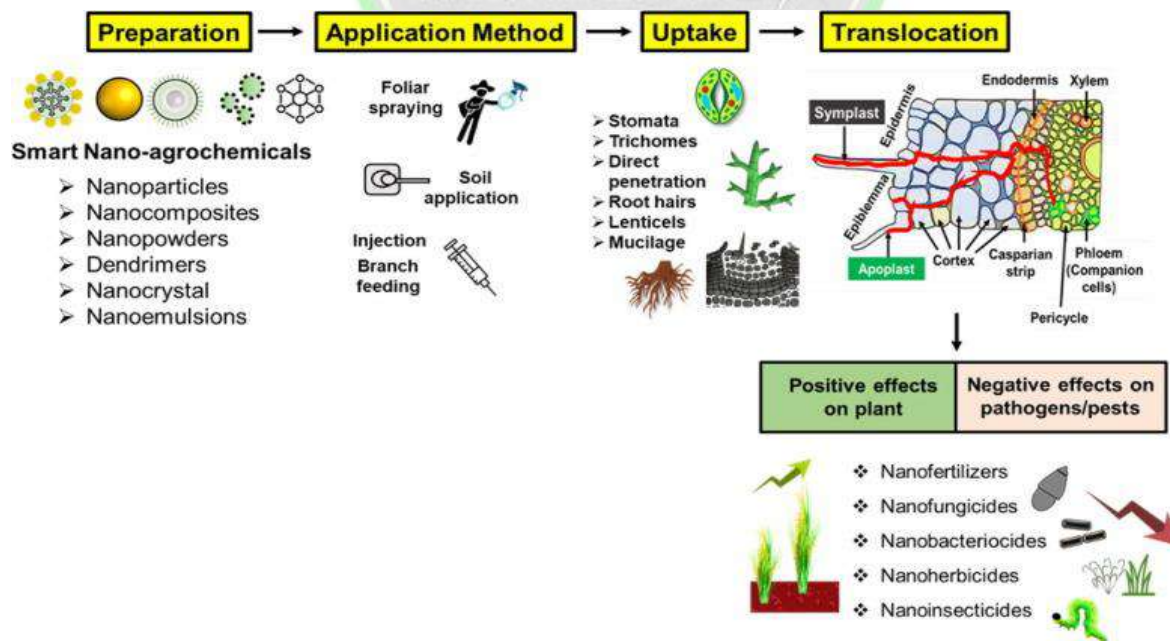 Preparation
Application Method
Uptake
Translocation
Smart Nano-agrochemicals
Nanoparticles
Nanocomposites
Nanopowders
Dendrimers
Nanocrystal
Nanoemulsions
Foliar
spraying
Soil
application
Injection
Branch
feeding
Stomata
Trichomes
Direct
penetration
Root hairs
Lenticels
Mucilage
Symplast
Epidermis
Endodermis
Xylem
Epiblemma
Apoplast
Cortex
Casparian
strip
Phloem
(Companion
cells)
Pericycle
Positive effects
on plant
Negative effects on
pathogens/pests
Nanofertilizers
Nanofungicides
Nanobacteriocides
Nanoherbicides
Nanoinsecticides